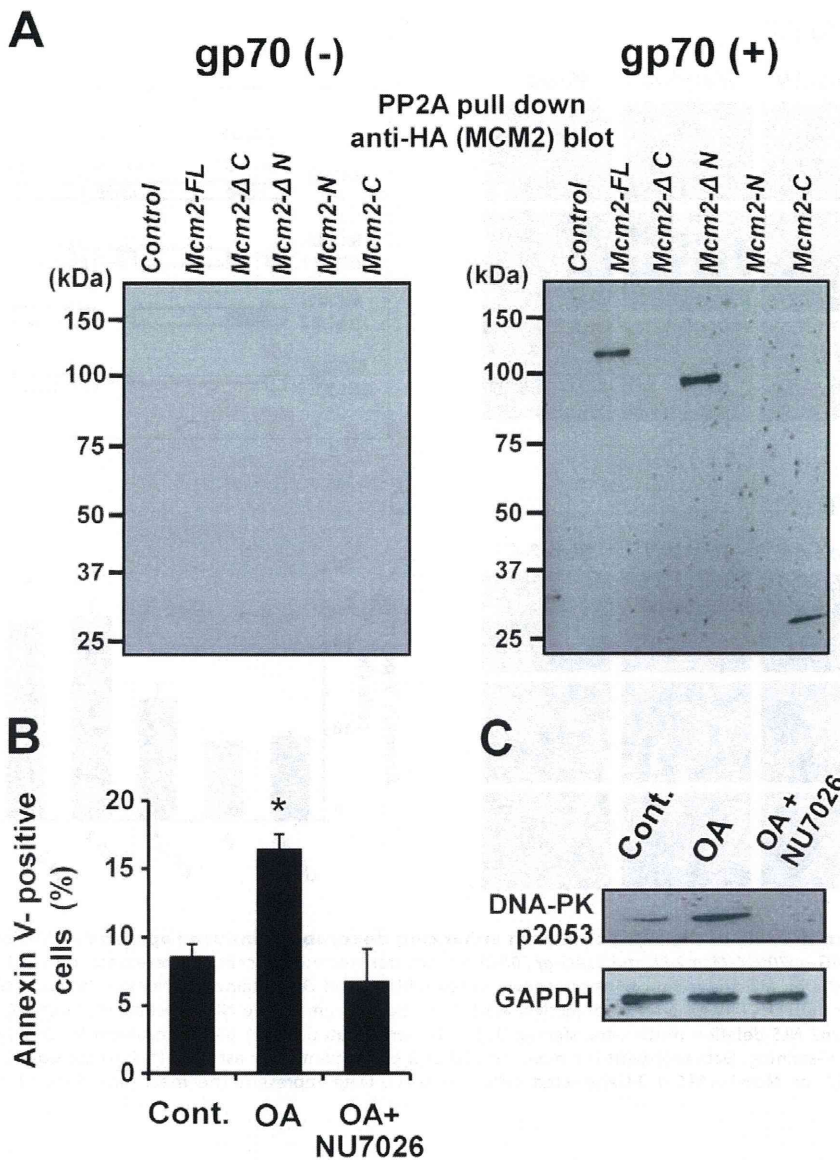 A
gp70 (-)
gp70 (+)
PP2A pull down
anti-HA (MCM2) blot
Control
Mcm2-FL
Mcm2-Δ C
Mcm2-Δ N
Mcm2-N
Mcm2-C
Control
Mcm2-FL
Mcm2-Δ C
Mcm2-Δ N
Mcm2-N
Mcm2-C
(kDa)
150
100
75
50
37
25
(kDa)
150
100
75
50
37
25
B
Annexin V- positive
cells (%)
20
15
10
5
0
*
Cont.
OA
OA+
NU7026
C
Cont.
OA
OA+
NU7026
DNA-PK
p2053
GAPDH